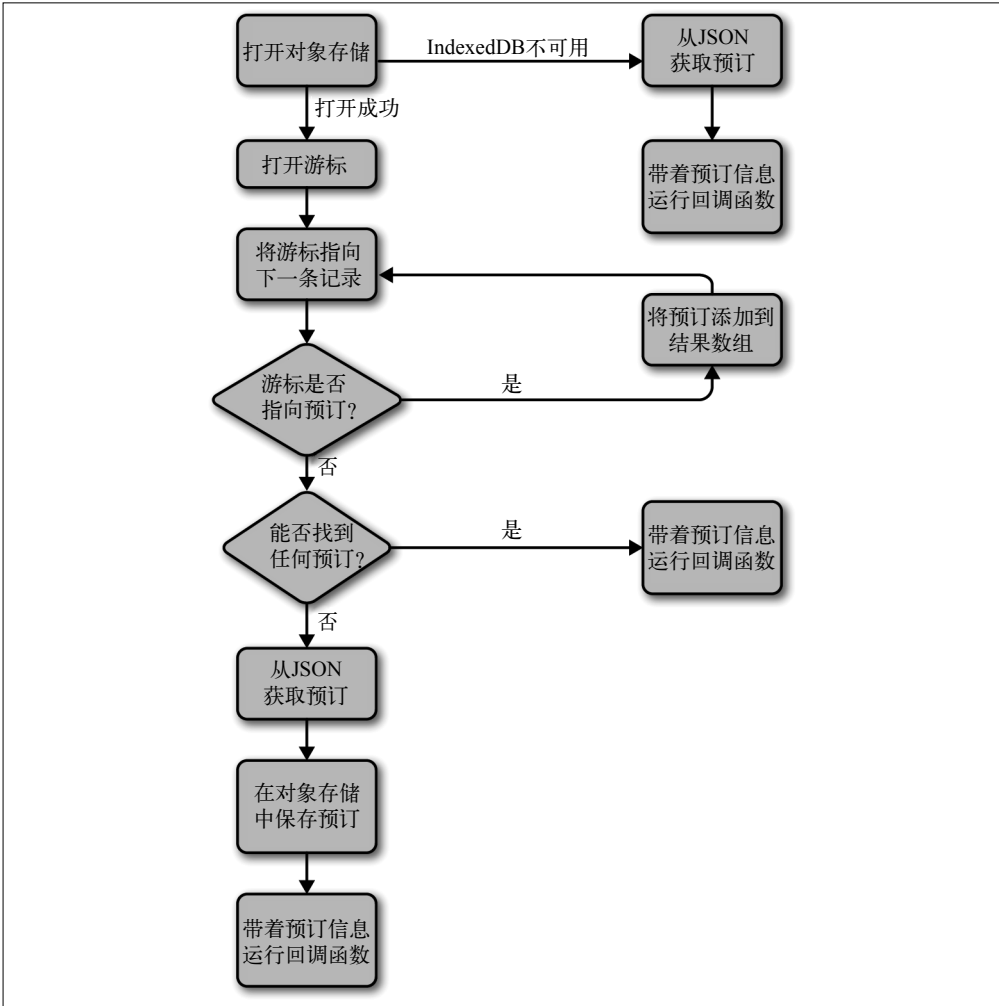 打开对象存储
IndexedDB不可用
从JSON
获取预订
打开成功
打开游标
带着预订信息
运行回调函数
将游标指向
下一条记录
将预订添加到
结果数组
游标是否
指向预订?
是
否
能否找到
任何预订?
是
带着预订信息
运行回调函数
否
从JSON
获取预订
在对象存储
中保存预订
带着预订信息
运行回调函数